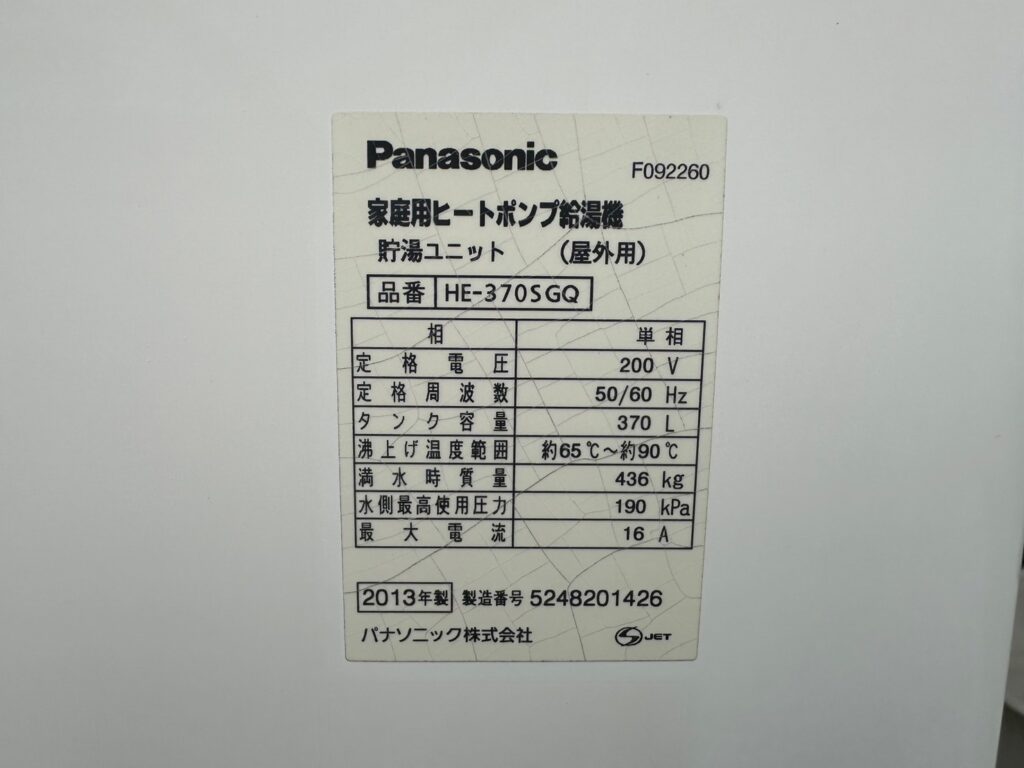 Panasonic
F092260
家庭用ヒートポンプ給湯機
貯湯ユニット （屋外用）
品番 HE-370SGQ
相 単相
定格電圧 200 V
定格周波数 50/60 Hz
タンク容量 370 L
沸上げ温度範囲 約65℃～約90℃
満水時質量 436 kg
水側最高使用圧力 190 kPa
最大電流 16 A
2013年製 製造番号 5248201426
パナソニック株式会社 JET